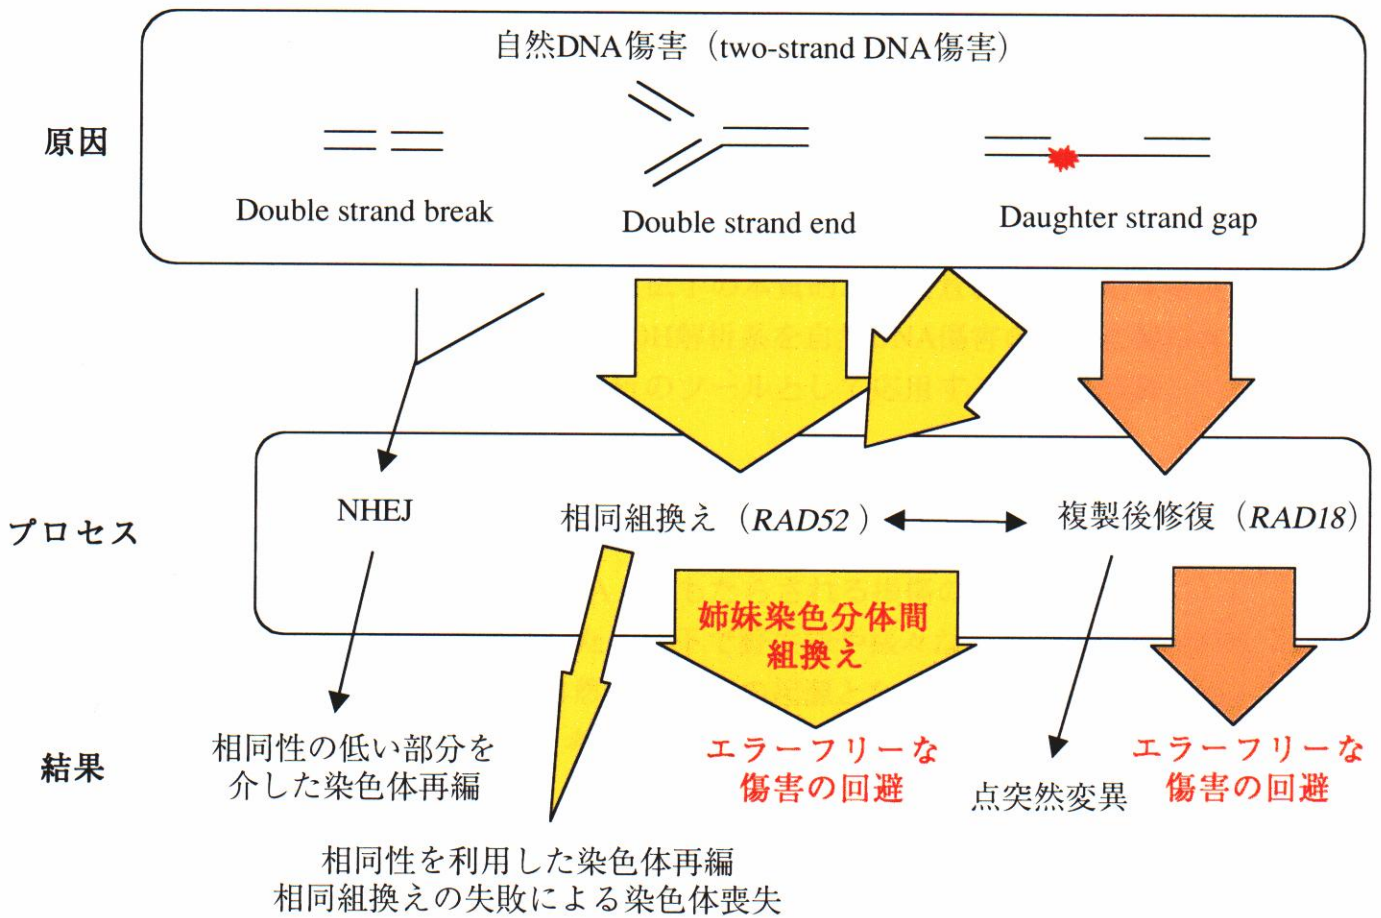 自然DNA傷害（two-strand DNA傷害）
原因
Double strand break
Double strand end
Daughter strand gap
プロセス
NHEJ
相同組換え（RAD52）
複製後修復（RAD18）
姉妹染色分体間
組換え
結果
相同性の低い部分を
介した染色体再編
エラーフリーな
傷害の回避
点突然変異
エラーフリーな
傷害の回避
相同性を利用した染色体再編
相同組換えの失敗による染色体喪失